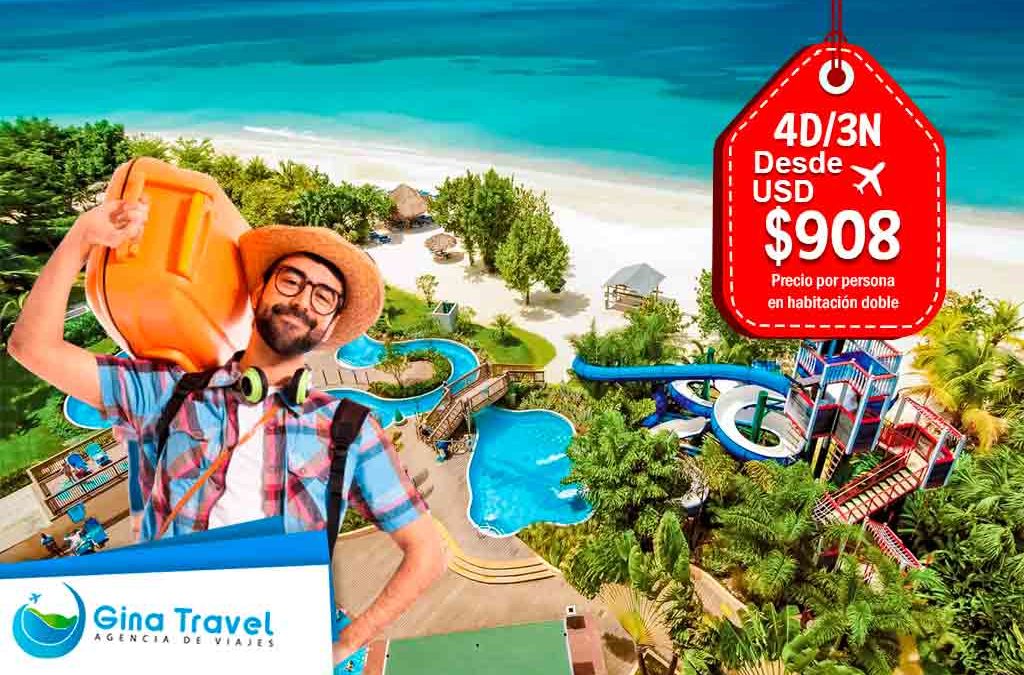 4D/3N
Desde
USD
$908
Precio por persona
en habitación doble
Gina Travel
AGENCIA DE VIAJES